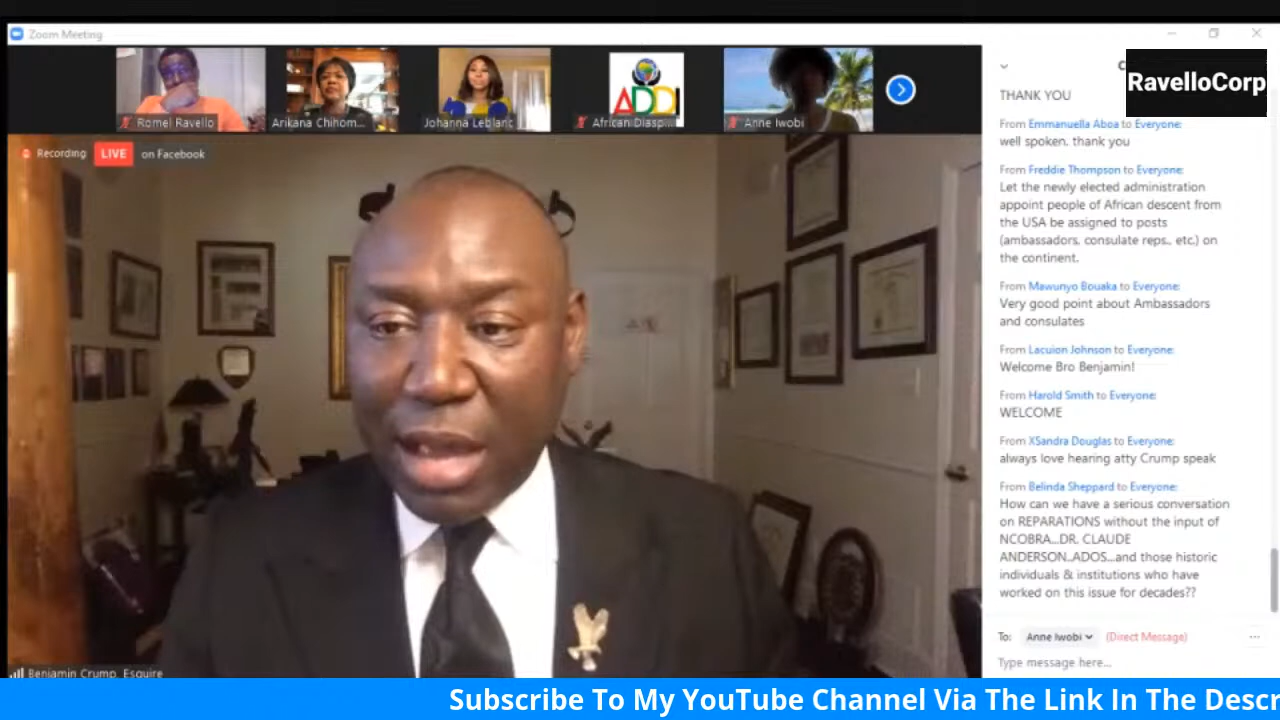 Zoom Meeting
RavelloCorp
Romel Ravello
Arikana Chihom...
Johanna Leblanc
ADDI
African Diasp...
Anne Iwobi
Recording
LIVE
on Facebook
THANK YOU
From Emmanuella Aboa to Everyone:
well spoken. thank you
From Freddie Thompson to Everyone:
Let the newly elected administration
appoint people of African descent from
the USA be assigned to posts
(ambassadors. consulate reps.. etc.) on
the continent.
From Mawunyo Bouaka to Everyone:
Very good point about Ambassadors
and consulates
From Lacuion Johnson to Everyone:
Welcome Bro Benjamin!
From Harold Smith to Everyone:
WELCOME
From XSandra Douglas to Everyone:
always love hearing atty Crump speak
From Belinda Sheppard to Everyone:
How can we have a serious conversation
on REPARATIONS without the input of
NCOBRA...DR. CLAUDE
ANDERSON..ADOS...and those historic
individuals & institutions who have
worked on this issue for decades??
To: Anne Iwobi (Direct Message)
Type message here...
Benjamin Crump, Esquire
Subscribe To My YouTube Channel Via The Link In The Descr